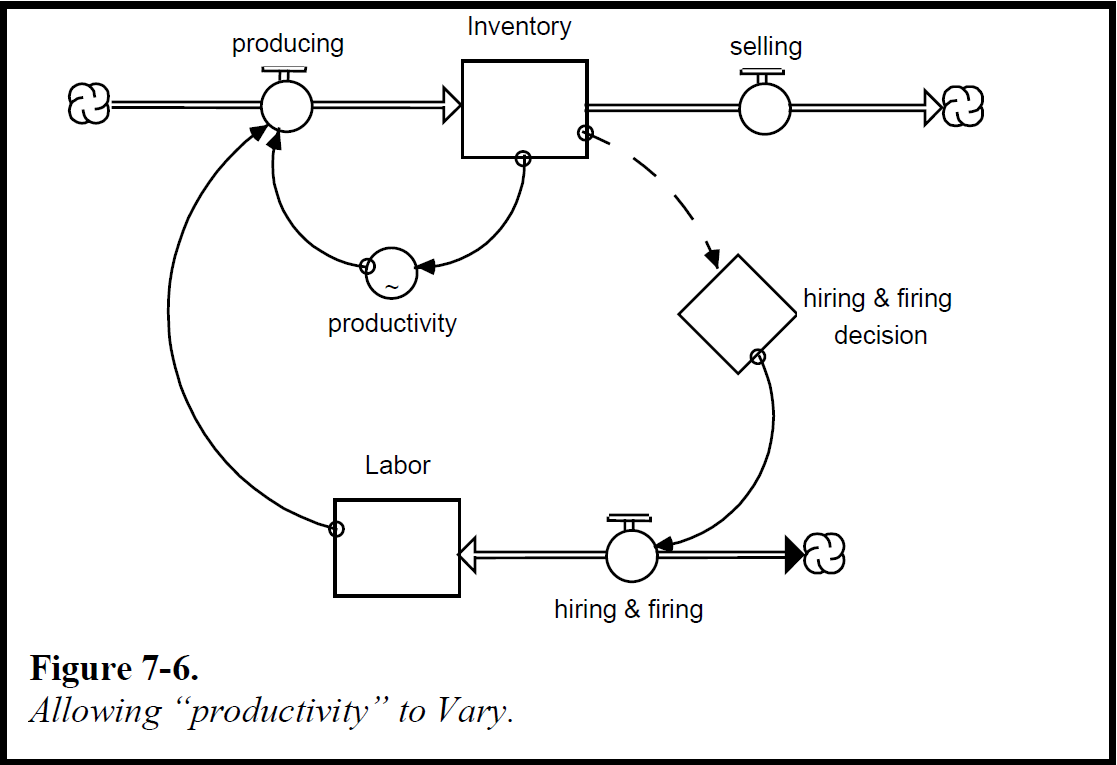 Inventory
producing
selling
~
productivity
hiring & firing
decision
Labor
hiring & firing
Figure 7-6.
Allowing “productivity” to Vary.